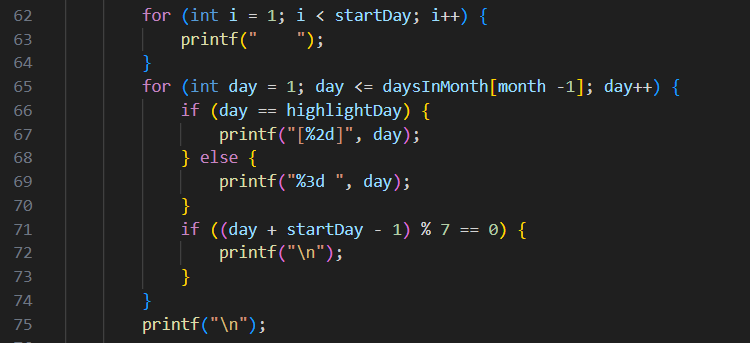 62 for (int i = 1; i < startDay; i++) {
63 printf("    ");
64 }
65 for (int day = 1; day <= daysInMonth[month -1]; day++) {
66 if (day == highlightDay) {
67 printf("[%2d]", day);
68 } else {
69 printf("%3d ", day);
70 }
71 if ((day + startDay - 1) % 7 == 0) {
72 printf("\n");
73 }
74 }
75 printf("\n");